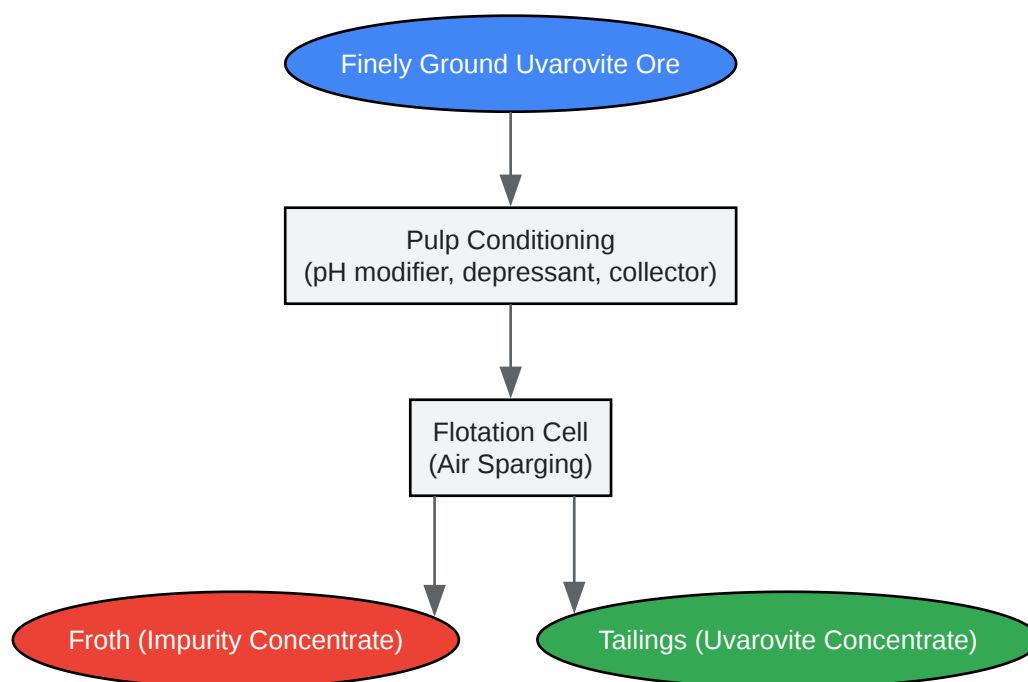 Finely Ground Uvarovite Ore
Pulp Conditioning
(pH modifier, depressant, collector)
Flotation Cell
(Air Sparging)
Froth (Impurity Concentrate)
Tailings (Uvarovite Concentrate)